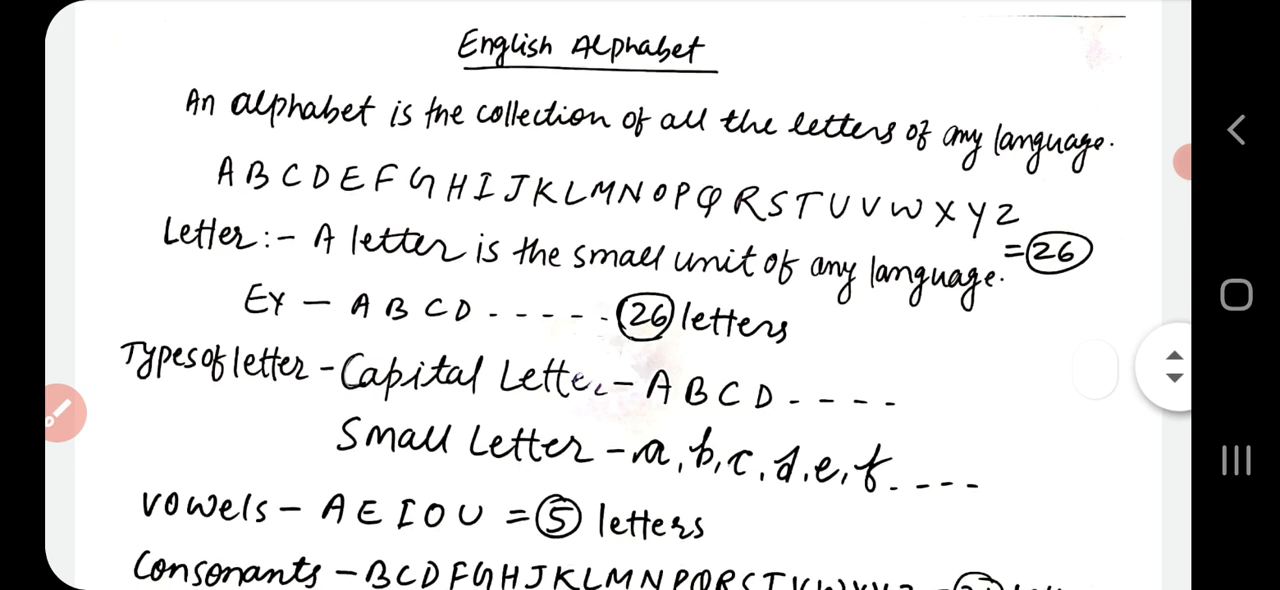 English Alphabet
An alphabet is the collection of all the letters of any language.
A B C D E F G H I J K L M N O P Q R S T U V W X Y Z
= 26
Letter :- A letter is the small unit of any language.
Ex - A B C D ------ 26 letters
Types of letter - Capital Letter - A B C D ----
Small Letter - a, b, c, d, e, f ----
Vowels - A E I O U = 5 letters
Consonants - B C D F G H J K L M N P Q R S T V W X Y Z